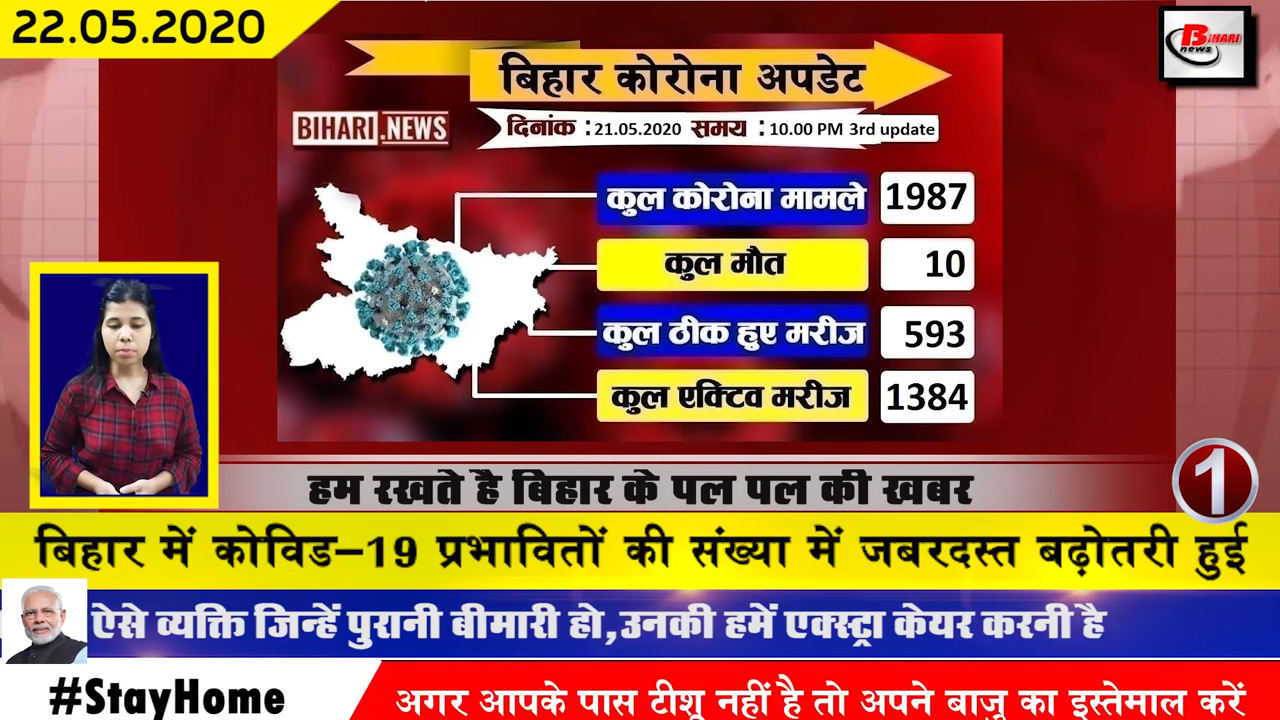 22.05.2020
BIHARI news
बिहार कोरोना अपडेट
BIHARI.NEWS
दिनांक : 21.05.2020 समय : 10.00 PM 3rd update
कुल कोरोना मामले 1987
कुल मौत 10
कुल ठीक हुए मरीज 593
कुल एक्टिव मरीज 1384
हम रखते है बिहार के पल पल की खबर
1
बिहार में कोविड-19 प्रभावितों की संख्या में जबरदस्त बढ़ोतरी हुई
ऐसे व्यक्ति जिन्हें पुरानी बीमारी हो,उनकी हमें एक्स्ट्रा केयर करनी है
#StayHome
अगर आपके पास टीशू नहीं है तो अपने बाजु का इस्तेमाल करें